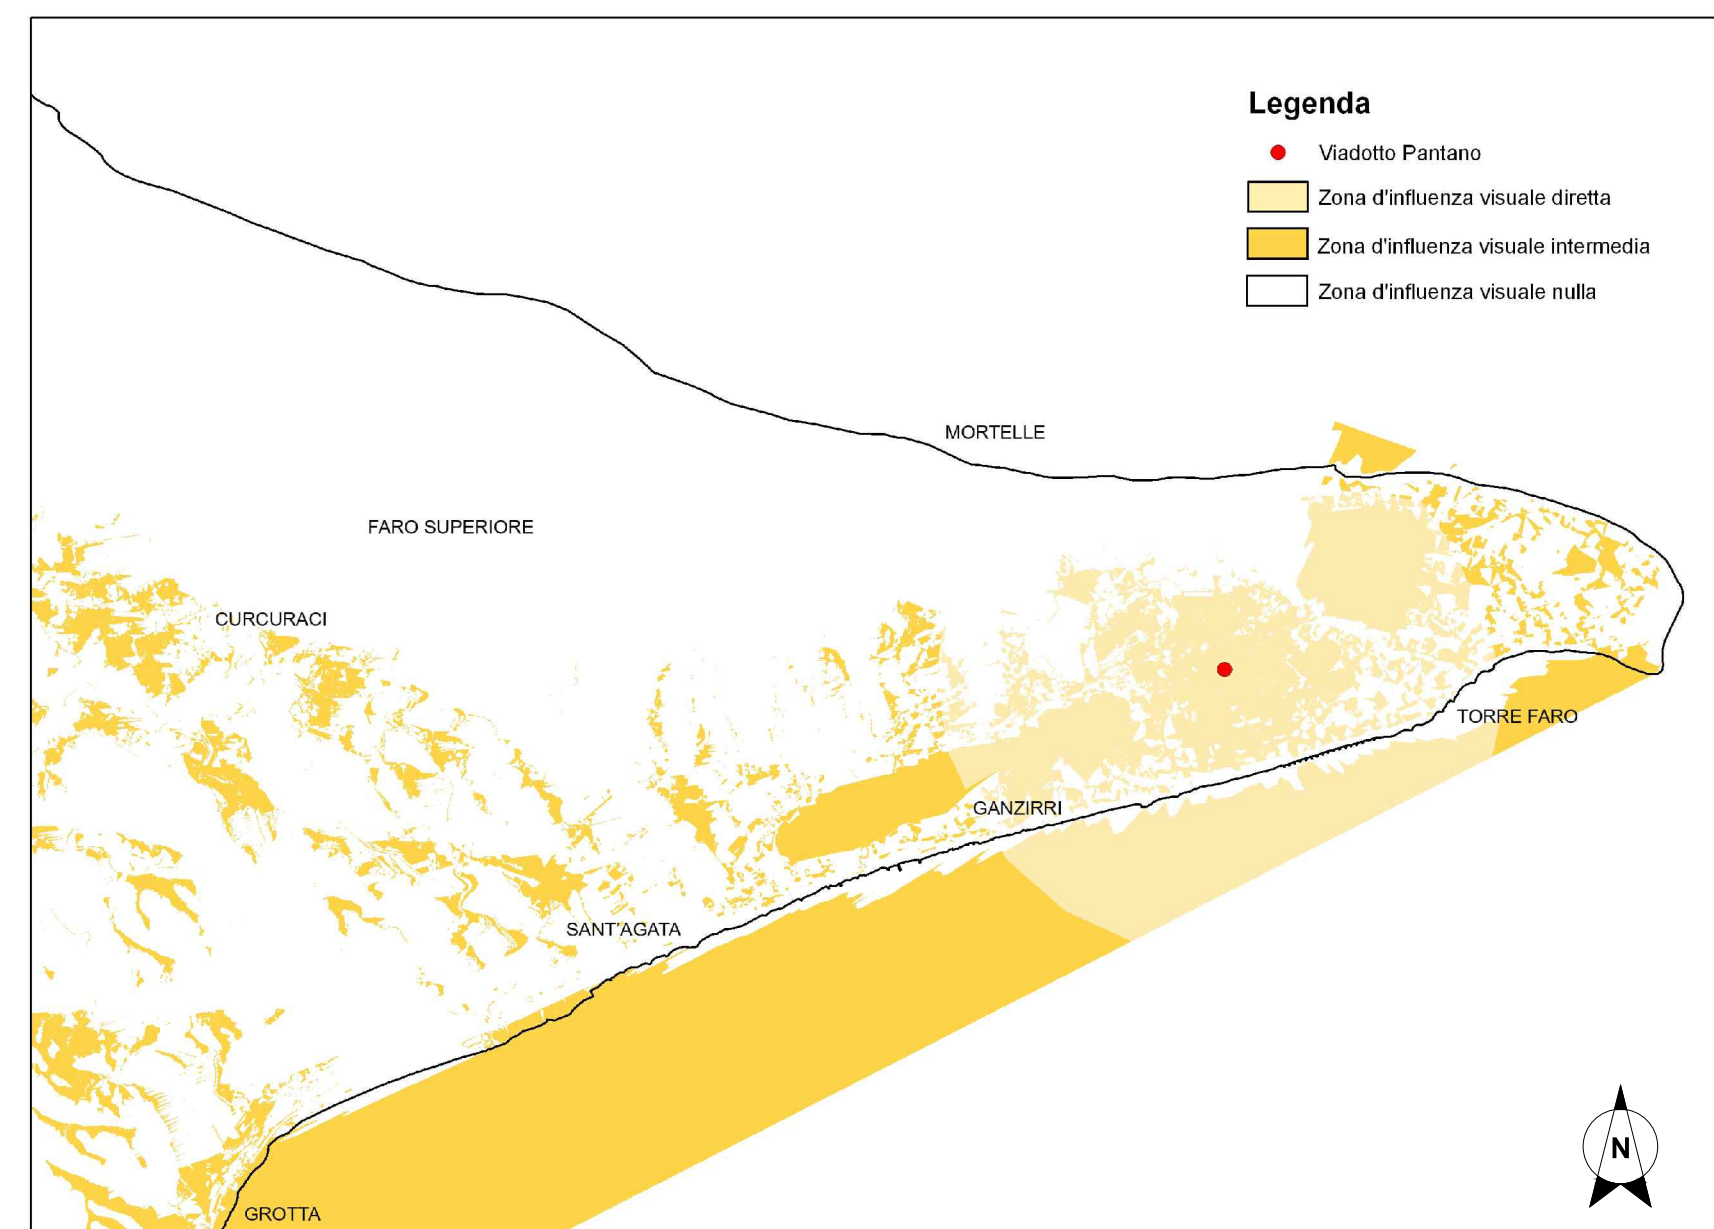 Legenda
Viadotto Pantano
Zona d'influenza visuale diretta
Zona d'influenza visuale intermedia
Zona d'influenza visuale nulla
MORTELLE
FARO SUPERIORE
CURCURACI
TORRE FARO
GANZIRRI
SANT'AGATA
N
GROTTA